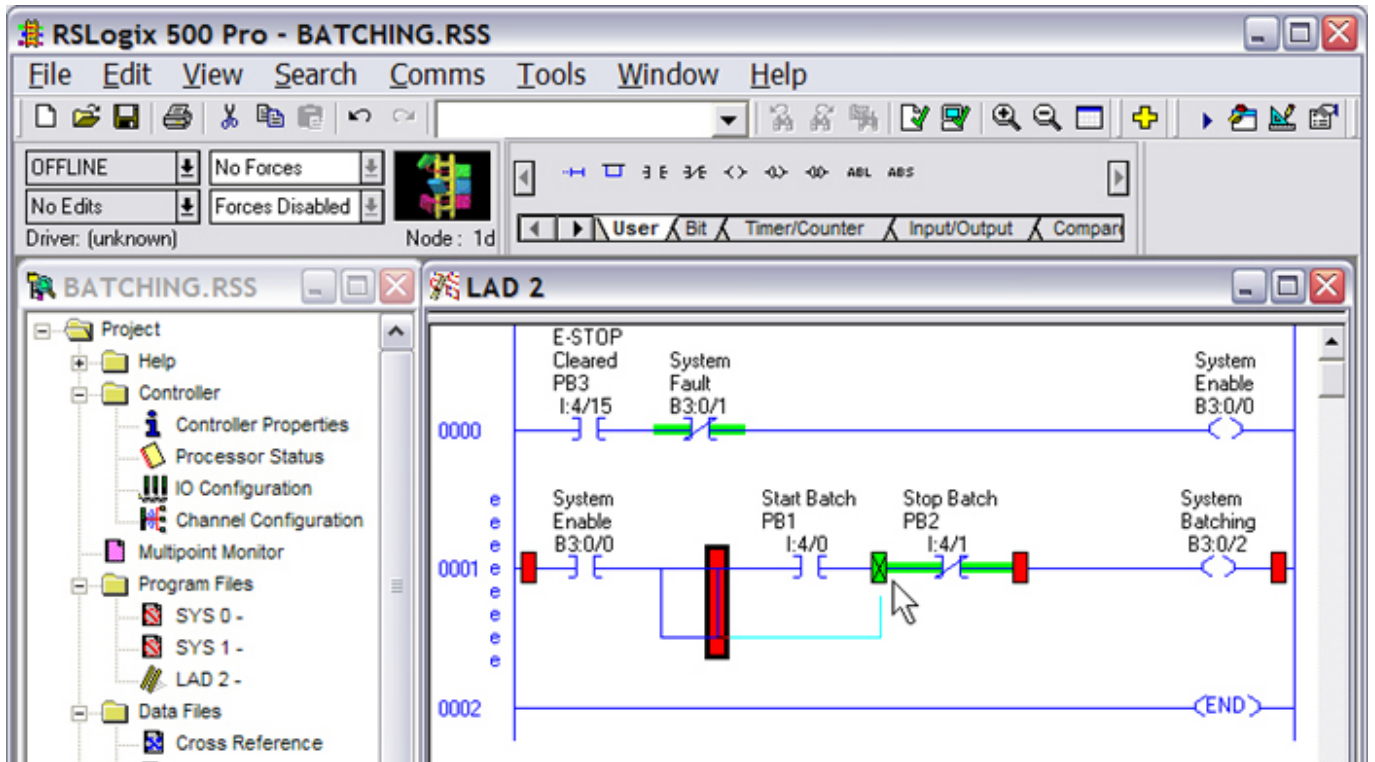 RSLogix 500 Pro - BATCHING.RSS
File Edit View Search Comms Tools Window Help
OFFLINE No Forces
No Edits Forces Disabled
Driver: (unknown) Node : 1d
ABL ABS
User Bit Timer/Counter Input/Output Compare
BATCHING.RSS
Project
Help
Controller
Controller Properties
Processor Status
IO Configuration
Channel Configuration
Multipoint Monitor
Program Files
SYS 0 -
SYS 1 -
LAD 2 -
Data Files
Cross Reference
LAD 2
E-STOP
Cleared System System
PB3 Fault Enable
I:4/15 B3:0/1 B3:0/0
0000
e System Start Batch Stop Batch System
e Enable PB1 PB2 Batching
e B3:0/0 I:4/0 I:4/1 B3:0/2
0001 e
e
e
e
e
0002 END